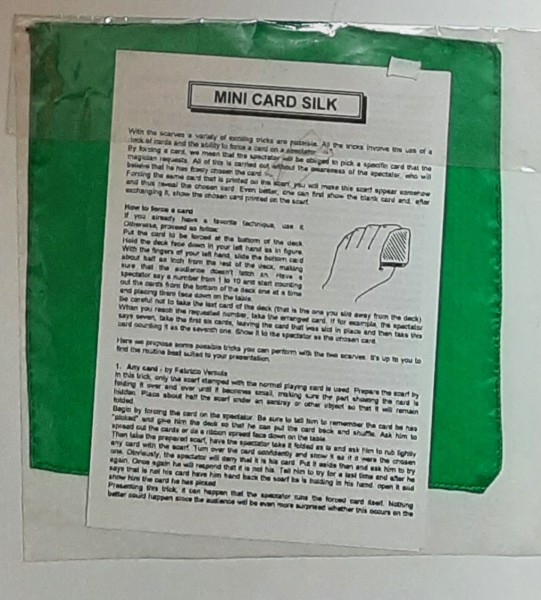 MINI CARD SILK
With the scarves a variety of exciting tricks are possible. All the tricks involve the use of a
deck of cards and the ability to force a card on a spectator.
By forcing a card, we mean that the spectator will be obliged to pick a specific card that the
magician requests. All of this is carried out without the awareness of the spectator, who will
believe that he has freely chosen the card.
Forcing the same card that is printed on the scarf, you will make this scarf appear somehow
and thus reveal the chosen card. Even better, one can first show the blank card and, after
exchanging it, show the chosen card printed on the scarf.
How to force a card
If you already have a favorite technique, use it.
Otherwise, proceed as follow:
Put the card to be forced at the bottom of the deck
Hold the deck face down in your left hand as in figure.
With the fingers of your left hand, slide the bottom card
about half an inch from the rest of the deck, making
sure that the audience doesn't latch on. Have a
spectator say a number from 1 to 10 and start counting
out the cards from the bottom of the deck one at a time
and placing them face down on the table.
Be careful not to take the last card of the deck (that is the one you slid away from the deck)
When you reach the requested number, take the arranged card. If for example, the spectator
says seven, take the first six cards, leaving the card that was slid in place and then take this
card counting it as the seventh one. Show it to the spectator as the chosen card.
Here we propose some possible tricks you can perform with the two scarves. It's up to you to
find the routine best suited to your presentation.
1. Any card - by Fabrizio
In this trick, only the scarf stamped with the normal playing card is used. Prepare the scarf by
folding it over and over until it becomes small, making sure the part showing the card is
hidden. Place about half the scarf under an ashtray or other object so that it will remain
folded.
Begin by forcing the card on the spectator. Be sure to tell him to remember the card he has
"picked" and give him the deck so that he can put the card back and shuffle. Ask him to
spread out the cards or do a ribbon spread face down on the table.
Then take the prepared scarf, have the spectator take it folded as is and ask him to rub lightly
any card with the scarf. Turn over the card confidently and show it as if it were the chosen
one. Obviously, the spectator will deny that it is his card. Put it aside then and ask him to try
again. Once again he will respond that it is not his. Tell him to try for a last time and after he
says that is not his card have him hand back the scarf he is holding in his hand, open it and
show him the card he has picked
Presenting this trick, it can happen that the spectator runs the forced card itself. Nothing
better could happen since the audience will be even more surprised whether this occurs on the